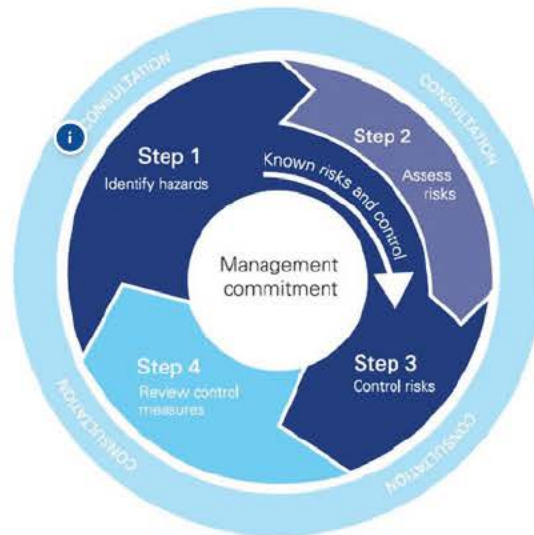 CONSULTATION
CONSULTATION
i
Step 1
Identify hazards
Step 2
Assess
risks
Known risks and control
Management
commitment
Step 4
Review control
measures
Step 3
Control risks
CONSULTATION
CONSULTATION